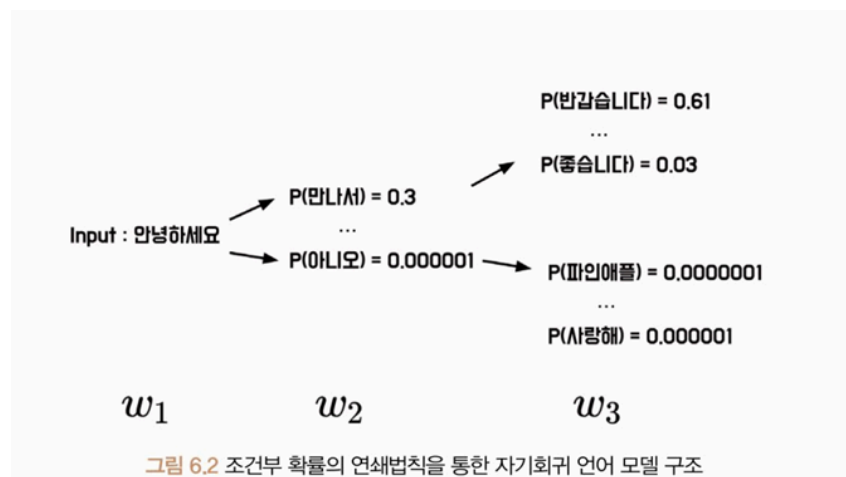 P(반갑습니다) = 0.61
...
P(좋습니다) = 0.03
P(만나서) = 0.3
...
Input : 안녕하세요
P(아니오) = 0.000001
P(파인애플) = 0.0000001
...
P(사랑해) = 0.000001
w1 w2 w3
그림 6.2 조건부 확률의 연쇄법칙을 통한 자기회귀 언어 모델 구조